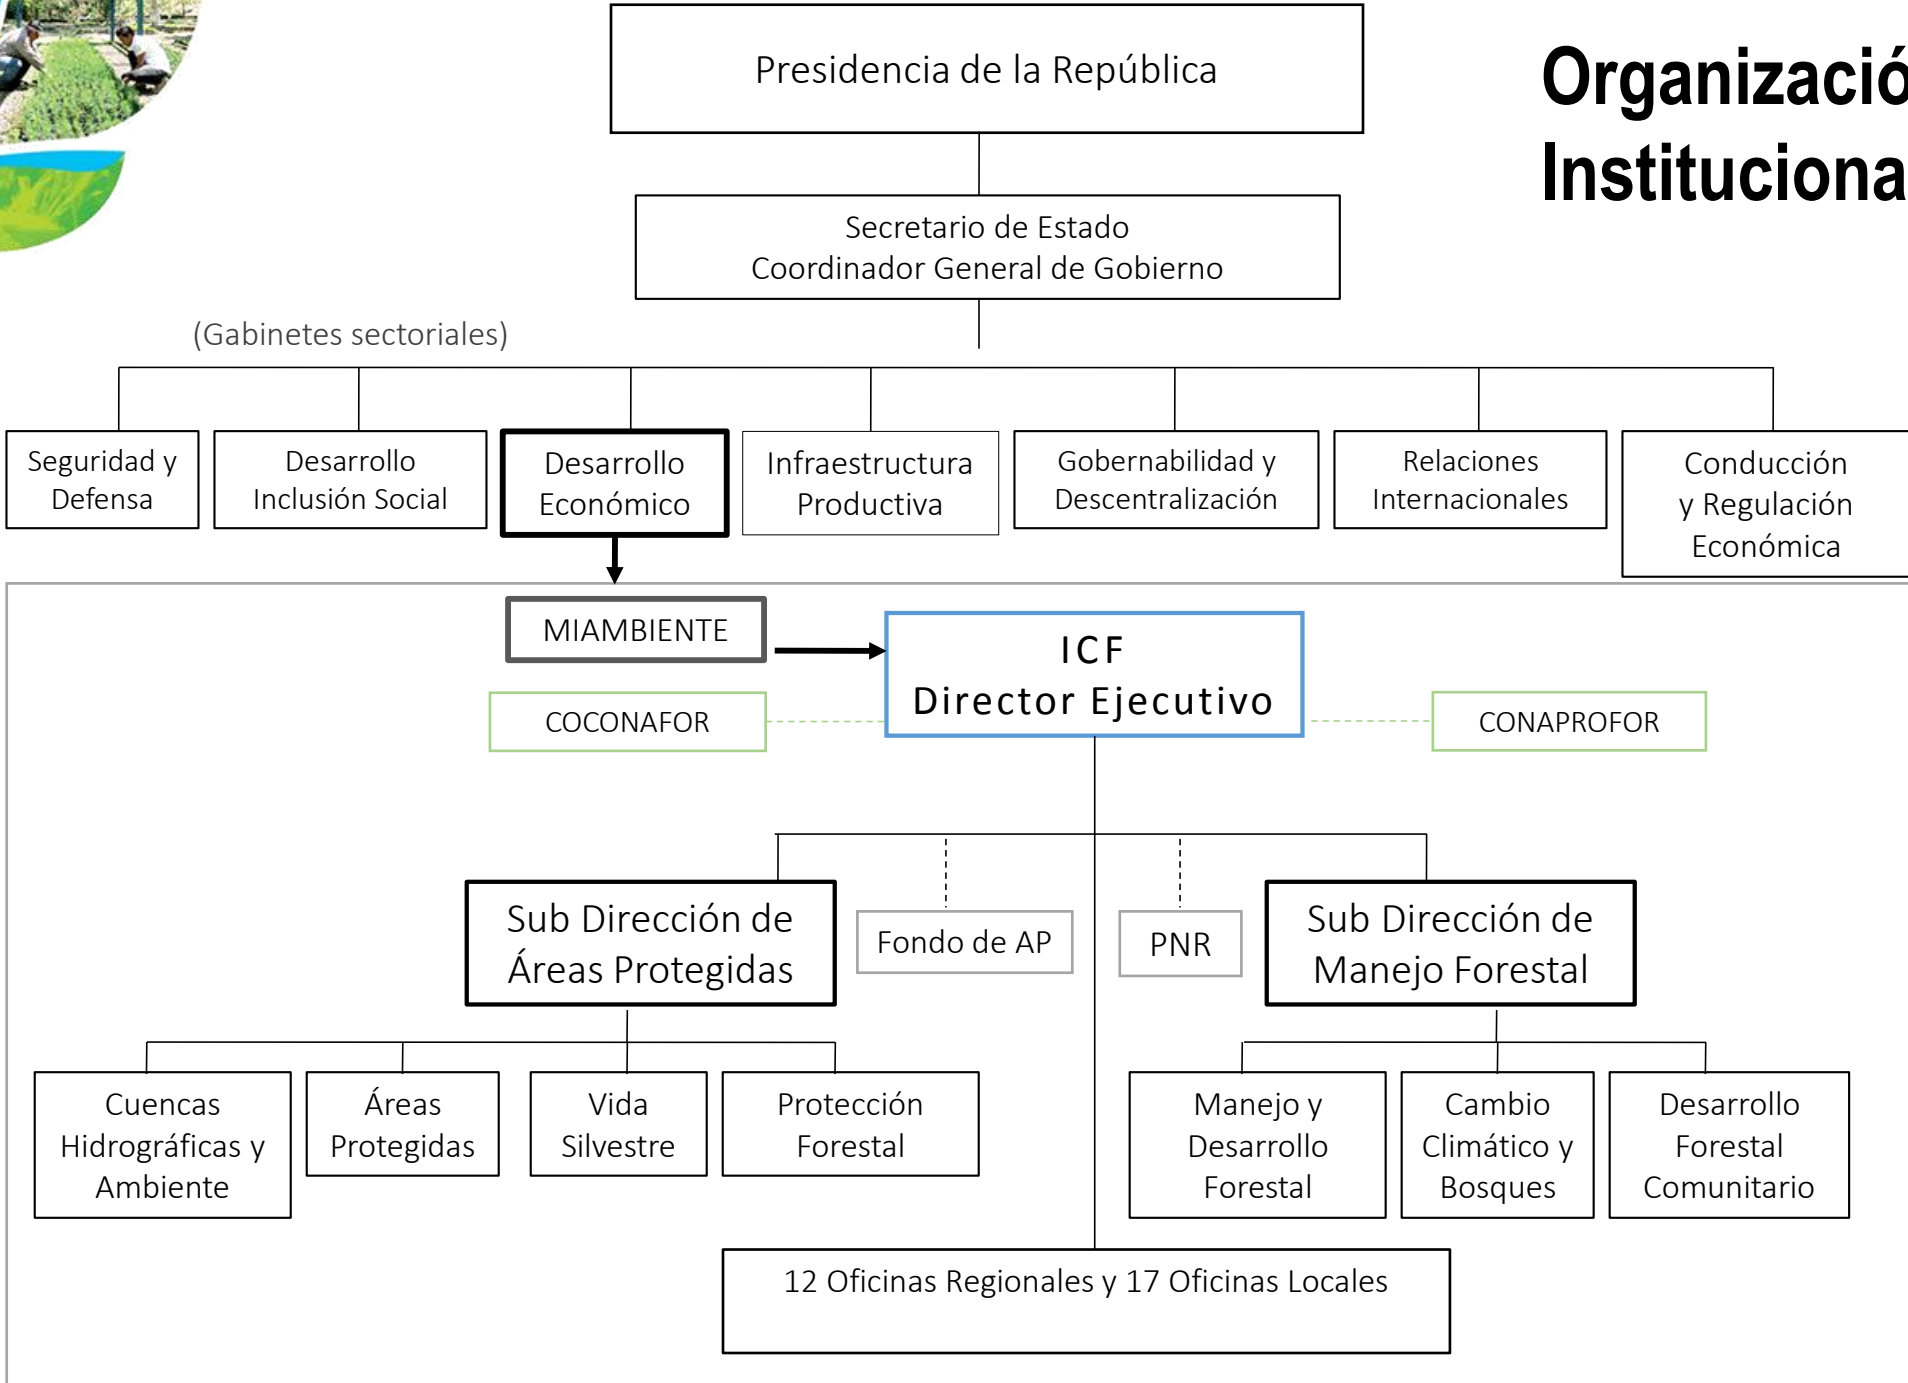 Presidencia de la República
Organizació
Instituciona
Secretario de Estado
Coordinador General de Gobierno
(Gabinetes sectoriales)
Seguridad y
Defensa
Desarrollo
Inclusión Social
Desarrollo
Económico
Infraestructura
Productiva
Gobernabilidad y
Descentralización
Relaciones
Internacionales
Conducción
y Regulación
Económica
MIAMBIENTE
ICF
Director Ejecutivo
COCONAFOR
CONAPROFOR
Sub Dirección de
Áreas Protegidas
Fondo de AP
PNR
Sub Dirección de
Manejo Forestal
Cuencas
Hidrográficas y
Ambiente
Áreas
Protegidas
Vida
Silvestre
Protección
Forestal
Manejo y
Desarrollo
Forestal
Cambio
Climático y
Bosques
Desarrollo
Forestal
Comunitario
12 Oficinas Regionales y 17 Oficinas Locales